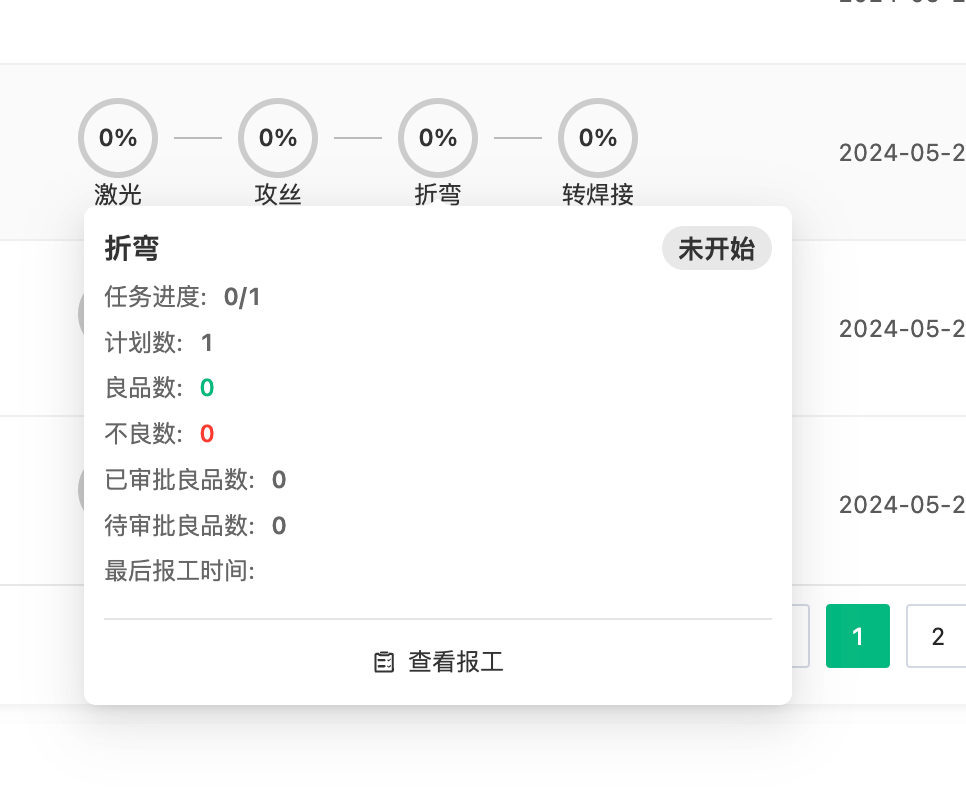 0% 0% 0% 0%
激光 攻丝 折弯 转焊接
2024-05-2
折弯 未开始
任务进度: 0/1
计划数: 1
2024-05-2
良品数: 0
不良数: 0
已审批良品数: 0
2024-05-2
待审批良品数: 0
最后报工时间:
1 2
查看报工